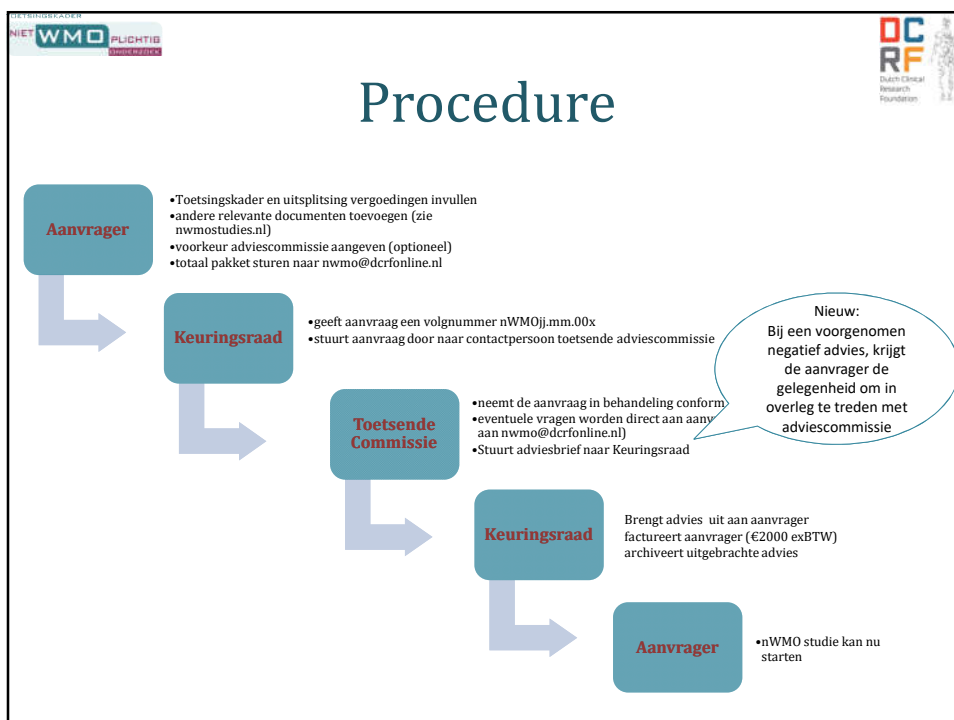 TOETSINGSKADER
NIET WMO PLICHTIG
ONDERZOEK
DC
RF
Dutch Clinical
Research
Foundation
Procedure
Aanvrager
•Toetsingskader en uitsplitsing vergoedingen invullen
•andere relevante documenten toevoegen (zie
nwmostudies.nl)
•voorkeur adviescommissie aangeven (optioneel)
•totaal pakket sturen naar nwmo@dcrfonline.nl
Keuringsraad
•geeft aanvraag een volgnummer nWMOjj.mm.00x
•stuurt aanvraag door naar contactpersoon toetsende adviescommissie
Nieuw:
Bij een voorgenomen
negatief advies, krijgt
de aanvrager de
gelegenheid om in
overleg te treden met
adviescommissie
Toetsende
Commissie
•neemt de aanvraag in behandeling conform
•eventuele vragen worden direct aan
aan nwmo@dcrfonline.nl)
•Stuurt adviesbrief naar Keuringsraad
Keuringsraad
Brengt advies uit aan aanvrager
factureert aanvrager (€2000 exBTW)
archiveert uitgebrachte advies
Aanvrager
•nWMO studie kan nu
starten